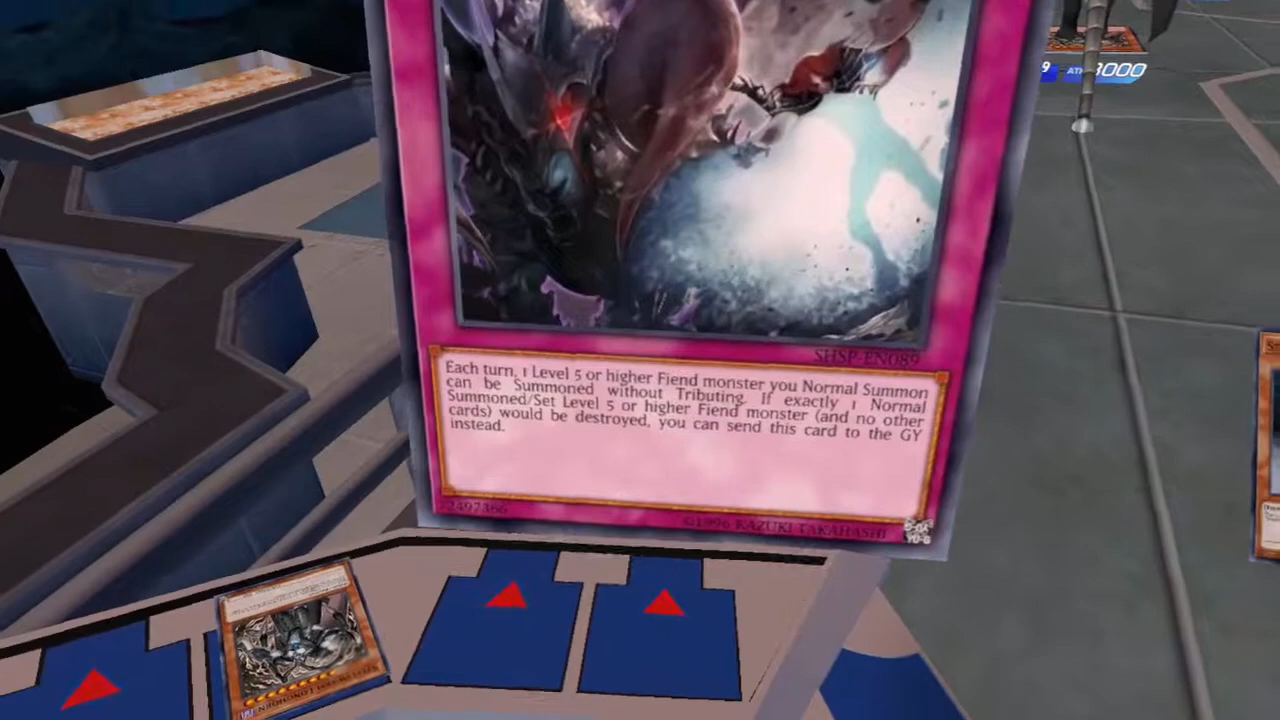 9 ATK 3000
SHSP-EN089
Each turn, 1 Level 5 or higher Fiend monster you Normal Summon
can be Summoned without Tributing. If exactly 1 Normal
Summoned/Set Level 5 or higher Fiend monster (and no other
cards) would be destroyed, you can send this card to the GY
instead.
22497366
©1996 KAZUKI TAKAHASHI